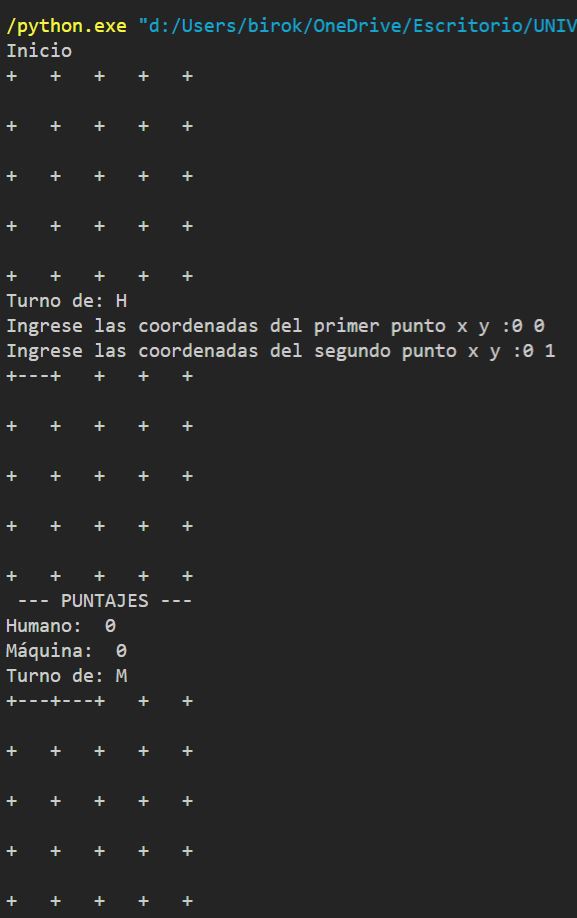 /python.exe "d:/Users/birok/OneDrive/Escritorio/UNIV
Inicio
+   +   +   +   +
+   +   +   +   +
+   +   +   +   +
+   +   +   +   +
+   +   +   +   +
Turno de: H
Ingrese las coordenadas del primer punto x y :0 0
Ingrese las coordenadas del segundo punto x y :0 1
+---+   +   +   +
+   +   +   +   +
+   +   +   +   +
+   +   +   +   +
+   +   +   +   +
 --- PUNTAJES ---
Humano:  0
Máquina:  0
Turno de: M
+---+---+   +   +
+   +   +   +   +
+   +   +   +   +
+   +   +   +   +
+   +   +   +   +